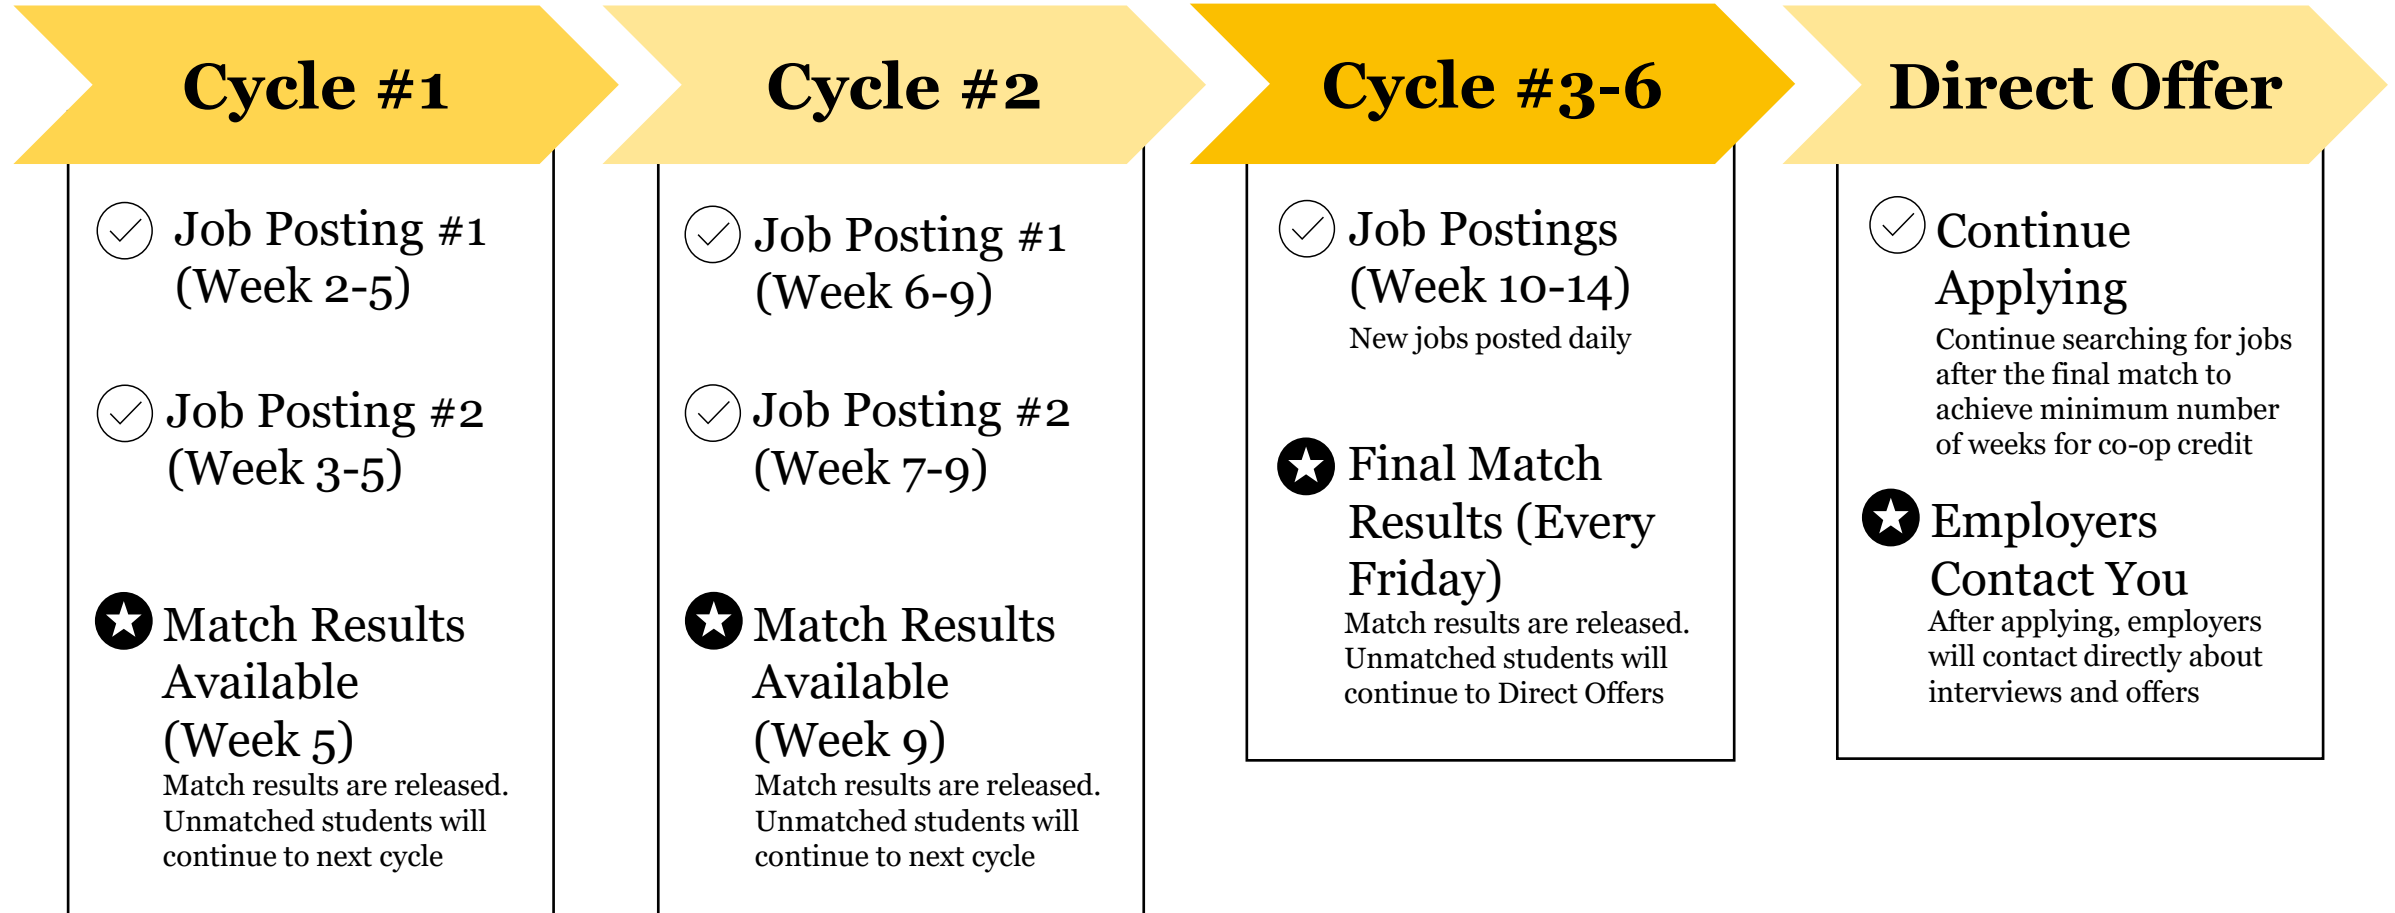 Cycle #1
Job Posting #1
(Week 2-5)
Job Posting #2
(Week 3-5)
Match Results
Available
(Week 5)
Match results are released.
Unmatched students will
continue to next cycle
Cycle #2
Job Posting #1
(Week 6-9)
Job Posting #2
(Week 7-9)
Match Results
Available
(Week 9)
Match results are released.
Unmatched students will
continue to next cycle
Cycle #3-6
Job Postings
(Week 10-14)
New jobs posted daily
Final Match
Results (Every
Friday)
Match results are released.
Unmatched students will
continue to Direct Offers
Direct Offer
Continue
Applying
Continue searching for jobs
after the final match to
achieve minimum number
of weeks for co-op credit
Employers
Contact You
After applying, employers
will contact directly about
interviews and offers